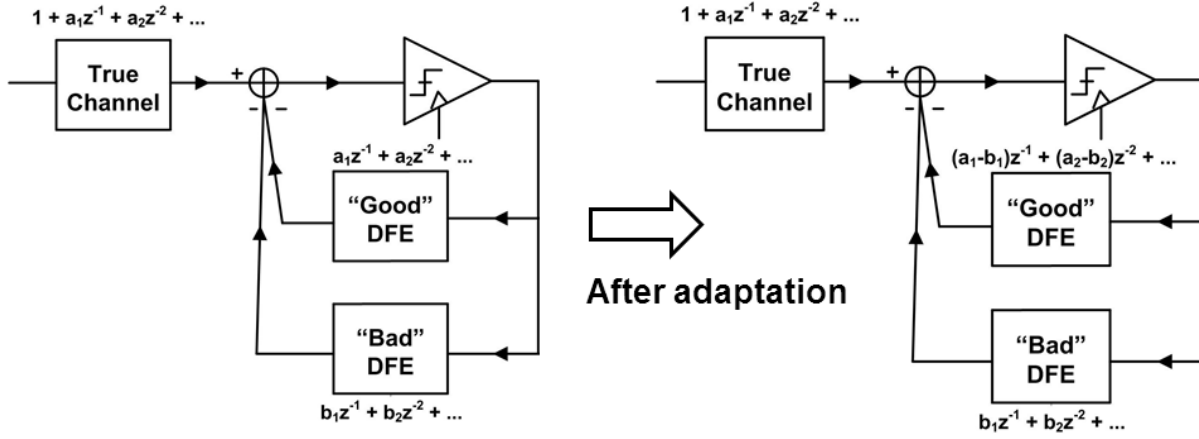 1 + a₁z⁻¹ + a₂z⁻² + ...
True
Channel
+
-
-
a₁z⁻¹ + a₂z⁻² + ...
“Good”
DFE
“Bad”
DFE
b₁z⁻¹ + b₂z⁻² + ...
After adaptation
1 + a₁z⁻¹ + a₂z⁻² + ...
True
Channel
+
-
-
(a₁-b₁)z⁻¹ + (a₂-b₂)z⁻² + ...
“Good”
DFE
“Bad”
DFE
b₁z⁻¹ + b₂z⁻² + ...